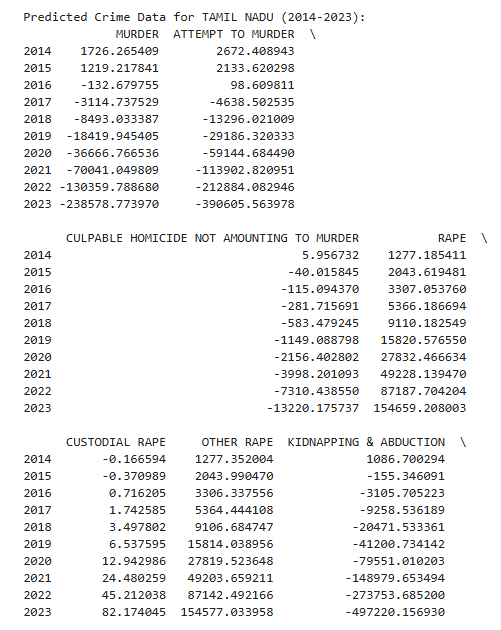 Predicted Crime Data for TAMIL NADU (2014-2023):
MURDER ATTEMPT TO MURDER \
2014 1726.265409 2672.408943
2015 1219.217841 2133.620298
2016 -132.679755 98.609811
2017 -3114.737529 -4638.502535
2018 -8493.033387 -13296.021009
2019 -18419.945405 -29186.320333
2020 -36666.766536 -59144.684490
2021 -70041.049809 -113902.820951
2022 -130359.788680 -212884.082946
2023 -238578.773970 -390605.563978
CULPABLE HOMICIDE NOT AMOUNTING TO MURDER RAPE \
2014 5.956732 1277.185411
2015 -40.015845 2043.619481
2016 -115.094370 3307.053760
2017 -281.715691 5366.186694
2018 -583.479245 9110.182549
2019 -1149.088798 15820.576550
2020 -2156.402802 27832.466634
2021 -3998.201093 49228.139470
2022 -7310.438550 87187.704204
2023 -13220.175737 154659.208003
CUSTODIAL RAPE OTHER RAPE KIDNAPPING & ABDUCTION \
2014 -0.166594 1277.352004 1086.700294
2015 -0.370989 2043.990470 -155.346091
2016 0.716205 3306.337556 -3105.705223
2017 1.742585 5364.444108 -9258.536189
2018 3.497802 9106.684747 -20471.533361
2019 6.537595 15814.038956 -41200.734142
2020 12.942986 27819.523648 -79551.010203
2021 24.480259 49203.659211 -148979.653494
2022 45.212038 87142.492166 -273753.685200
2023 82.174045 154577.033958 -497220.156930